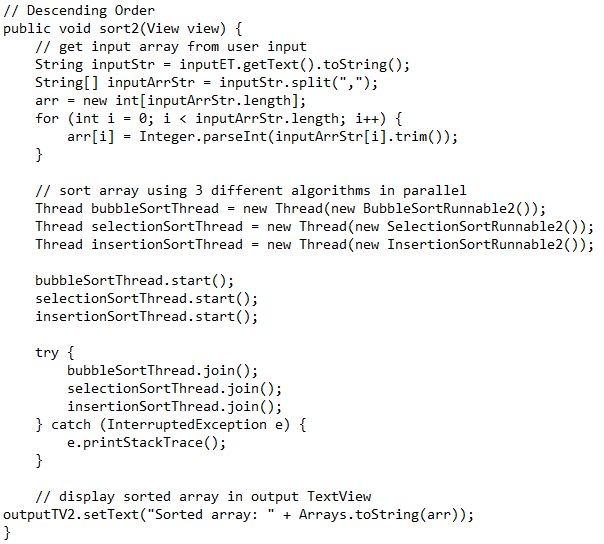 // Descending Order
public void sort2(View view) {
    // get input array from user input
    String inputStr = inputET.getText().toString();
    String[] inputArrStr = inputStr.split(",");
    arr = new int[inputArrStr.length];
    for (int i = 0; i < inputArrStr.length; i++) {
        arr[i] = Integer.parseInt(inputArrStr[i].trim());
    }

    // sort array using 3 different algorithms in parallel
    Thread bubbleSortThread = new Thread(new BubbleSortRunnable2());
    Thread selectionSortThread = new Thread(new SelectionSortRunnable2());
    Thread insertionSortThread = new Thread(new InsertionSortRunnable2());

    bubbleSortThread.start();
    selectionSortThread.start();
    insertionSortThread.start();

    try {
        bubbleSortThread.join();
        selectionSortThread.join();
        insertionSortThread.join();
    } catch (InterruptedException e) {
        e.printStackTrace();
    }

    // display sorted array in output TextView
outputTV2.setText("Sorted array: " + Arrays.toString(arr));
}